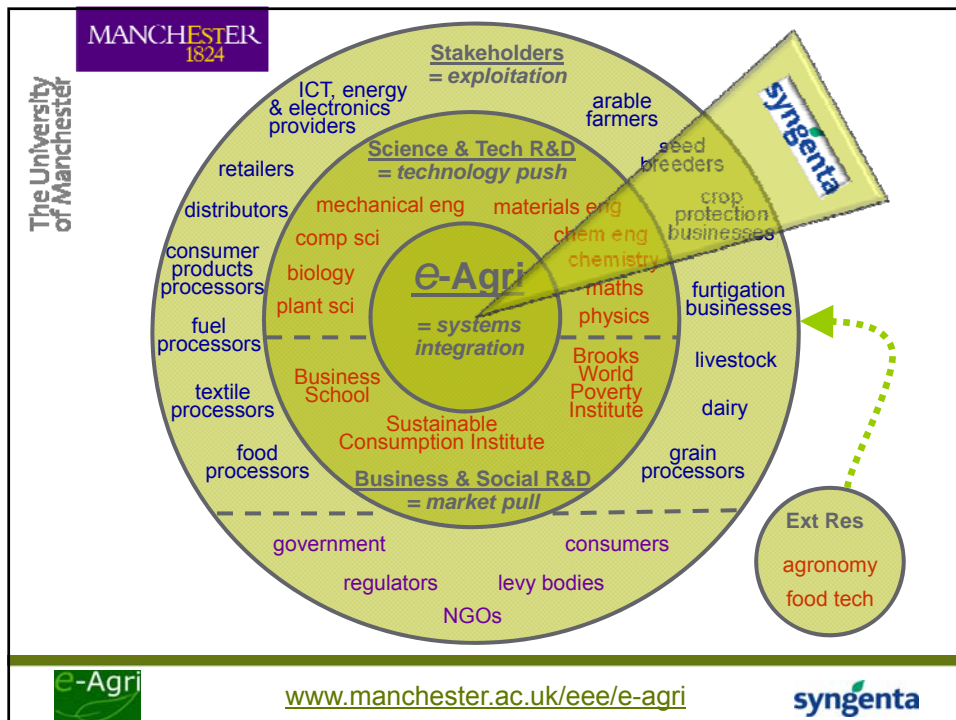 MANCHESTER
1824
The University
of Manchester
Stakeholders
= exploitation
ICT, energy
& electronics
providers
arable
farmers
syngenta
retailers
seed
breeders
Science & Tech R&D
= technology push
distributors
mechanical eng
materials eng
crop
protection
businesses
comp sci
chem eng
consumer
products
processors
biology
chemistry
e-Agri
plant sci
maths
furtigation
businesses
physics
fuel
processors
= systems
integration
Business
School
Brooks
World
Poverty
Institute
livestock
textile
processors
dairy
Sustainable
Consumption Institute
food
processors
grain
processors
Business & Social R&D
= market pull
Ext Res
agronomy
food tech
government
consumers
regulators
levy bodies
NGOs
e-Agri
www.manchester.ac.uk/eee/e-agri
syngenta